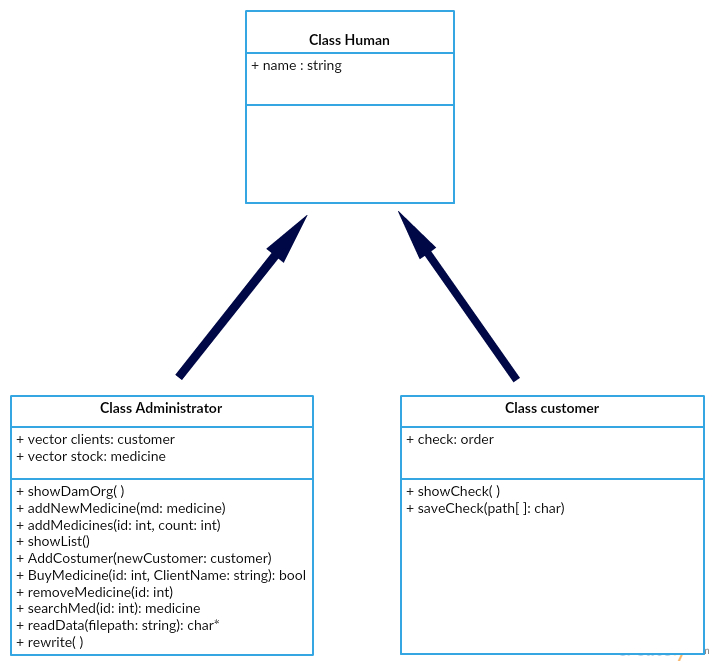 Class Human
+ name : string
Class Administrator
+ vector clients: customer
+ vector stock: medicine
+ showDamOrg( )
+ addNewMedicine(md: medicine)
+ addMedicines(id: int, count: int)
+ showList()
+ AddCostumer(newCustomer: customer)
+ BuyMedicine(id: int, ClientName: string): bool
+ removeMedicine(id: int)
+ searchMed(id: int): medicine
+ readData(filepath: string): char*
+ rewrite( )
Class customer
+ check: order
+ showCheck( )
+ saveCheck(path[ ]: char)